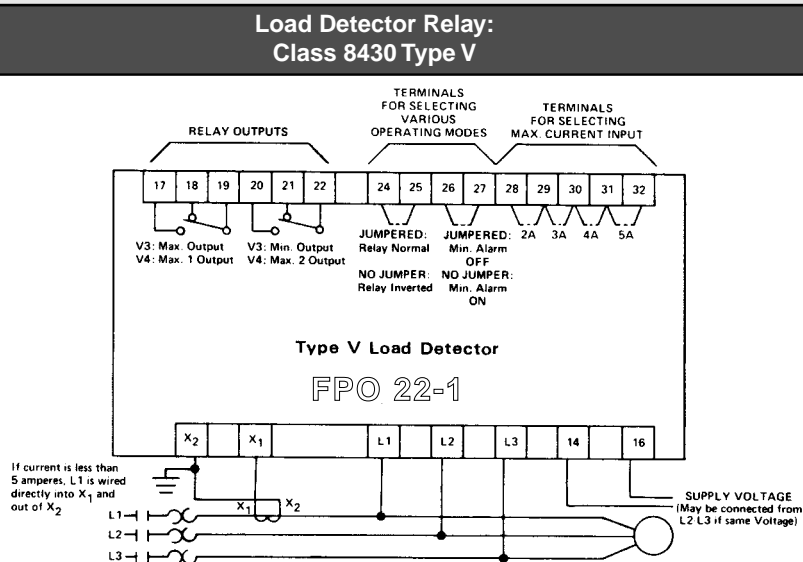 Load Detector Relay:
Class 8430 Type V
RELAY OUTPUTS
TERMINALS
FOR SELECTING
VARIOUS
OPERATING MODES
TERMINALS
FOR SELECTING
MAX. CURRENT INPUT
17 18 19 20 21 22 24 25 26 27 28 29 30 31 32
V3: Max. Output
V4: Max. 1 Output
V3: Min. Output
V4: Max. 2 Output
JUMPERED:
Relay Normal
NO JUMPER:
Relay Inverted
JUMPERED:
Min. Alarm
OFF
NO JUMPER:
Min. Alarm
ON
2A 3A 4A 5A
Type V Load Detector
FPO 22-1
X2 X1 L1 L2 L3 14 16
If current is less than
5 amperes, L1 is wired
directly into X1 and
out of X2
X1 X2
L1
L2
L3
SUPPLY VOLTAGE
(May be connected from
L2 L3 if same Voltage)